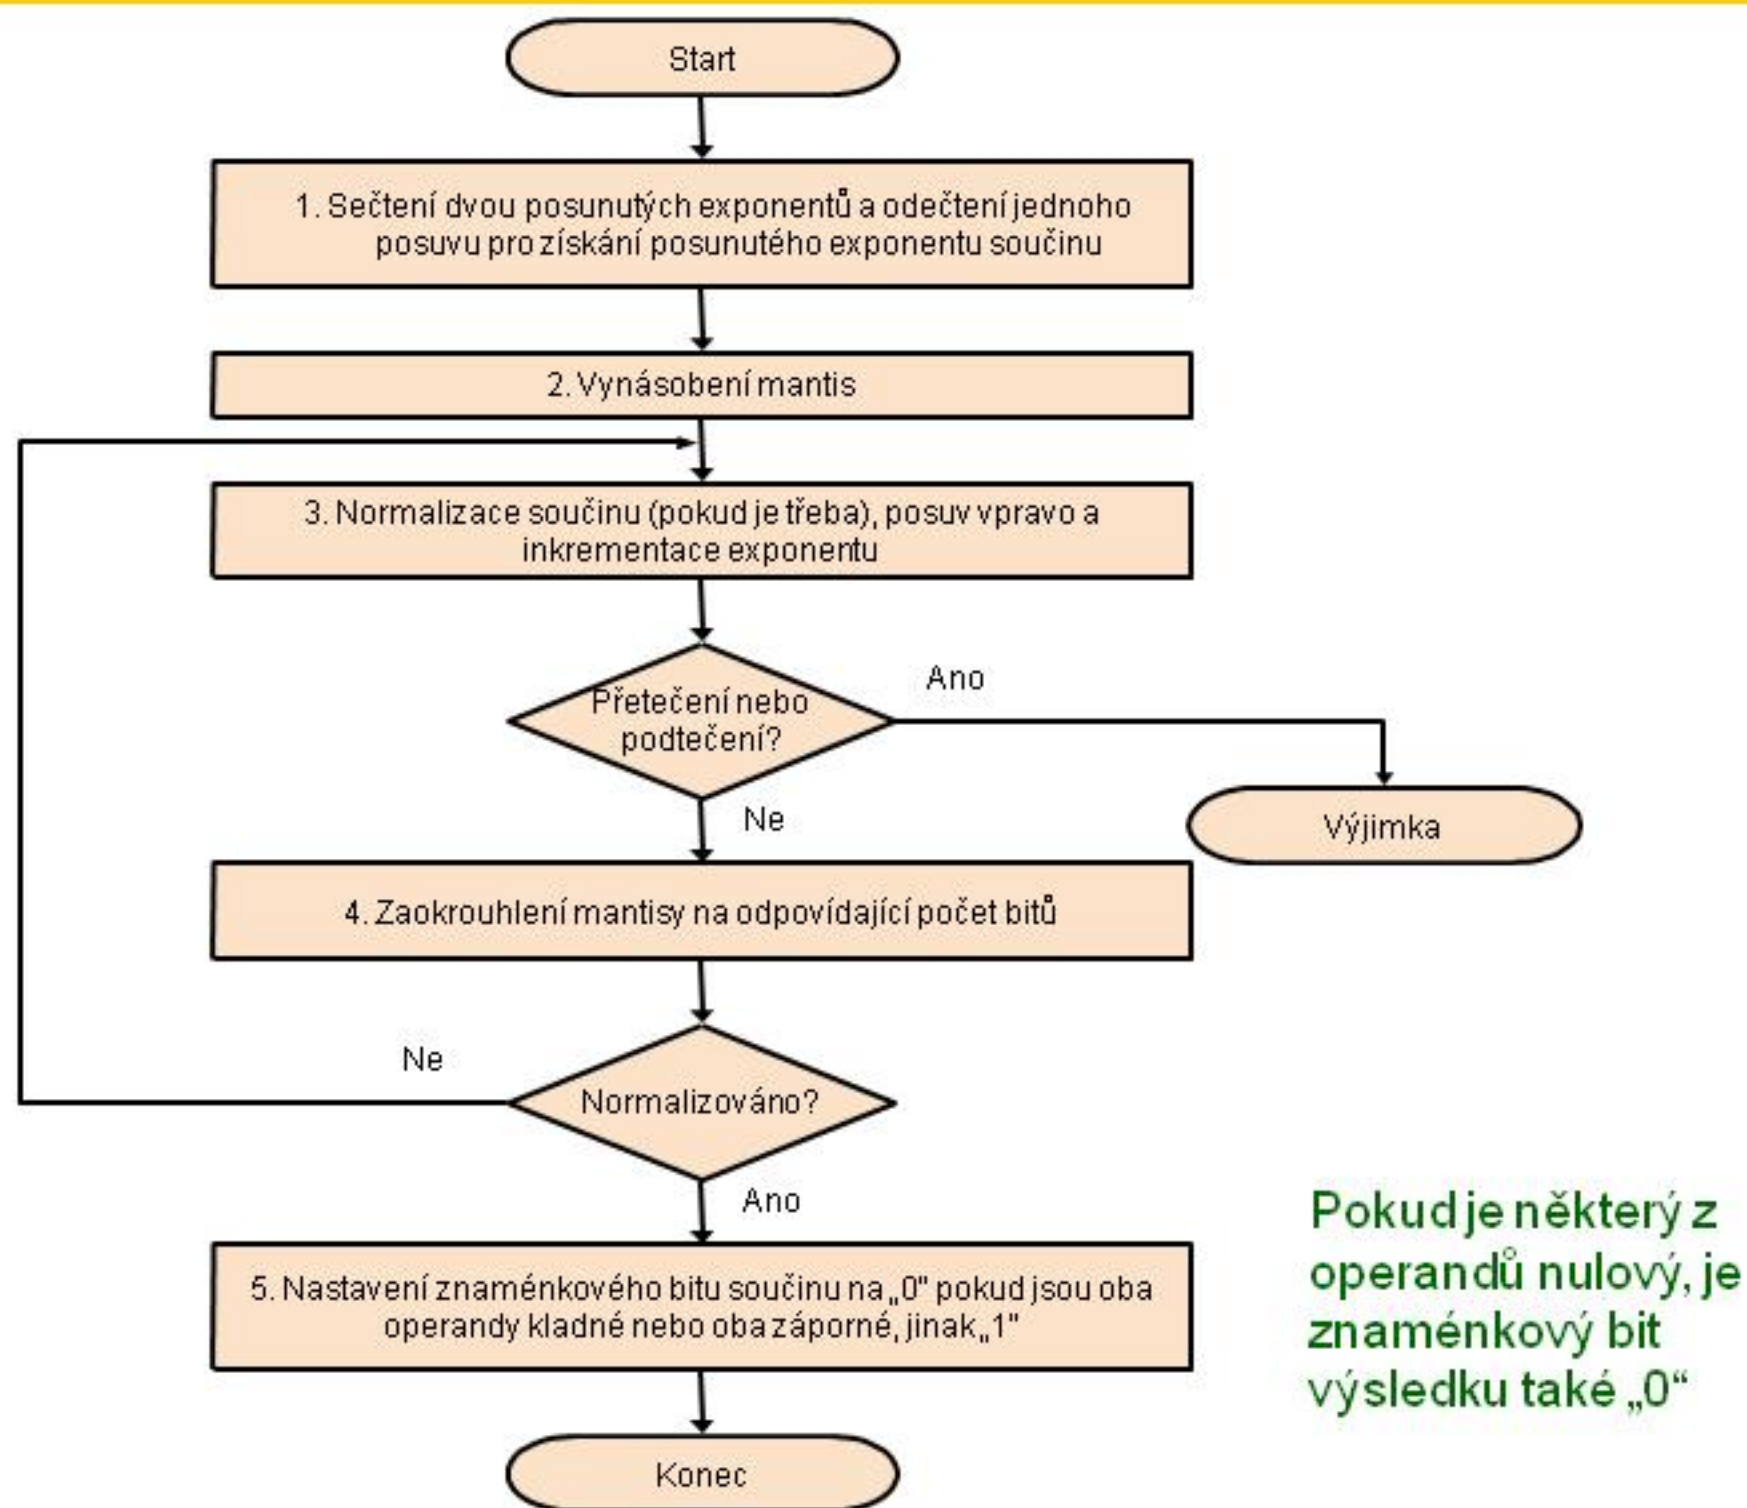 Start
1. Sečtení dvou posunutých exponentů a odečtení jednoho
posuvu pro získání posunutého exponentu součinu
2. Vynásobení mantis
3. Normalizace součinu (pokud je třeba), posuv vpravo a
inkrementace exponentu
Přetečení nebo
podtečení?
Ano
Ne
Výjimka
4. Zaokrouhlení mantisy na odpovídající počet bitů
Ne
Normalizováno?
Ano
5. Nastavení znaménkového bitu součinu na „0" pokud jsou oba
operandy kladné nebo oba záporné, jinak „1"
Pokud je některý z
operandů nulový, je
znaménkový bit
výsledku také „0“
Konec